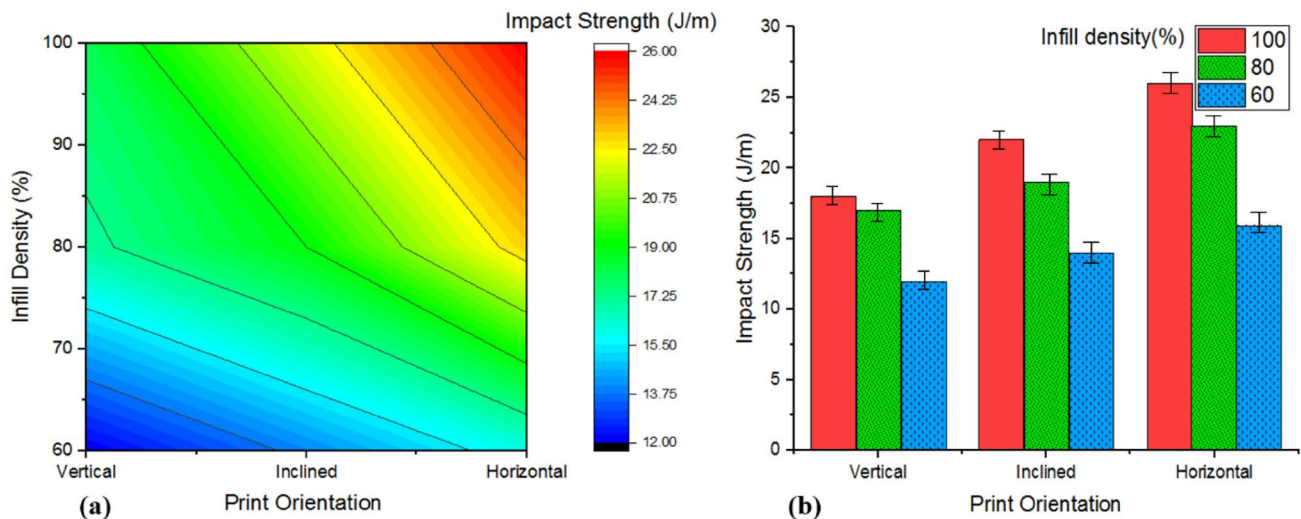 Impact Strength (J/m)
100
90
80
70
60
Infill Density (%)
Vertical
Inclined
Horizontal
Print Orientation
(a)
26.00
24.25
22.50
20.75
19.00
17.25
15.50
13.75
12.00
30
25
20
15
10
5
0
Impact Strength (J/m)
Infill density(%)
100
80
60
Vertical
Inclined
Horizontal
Print Orientation
(b)